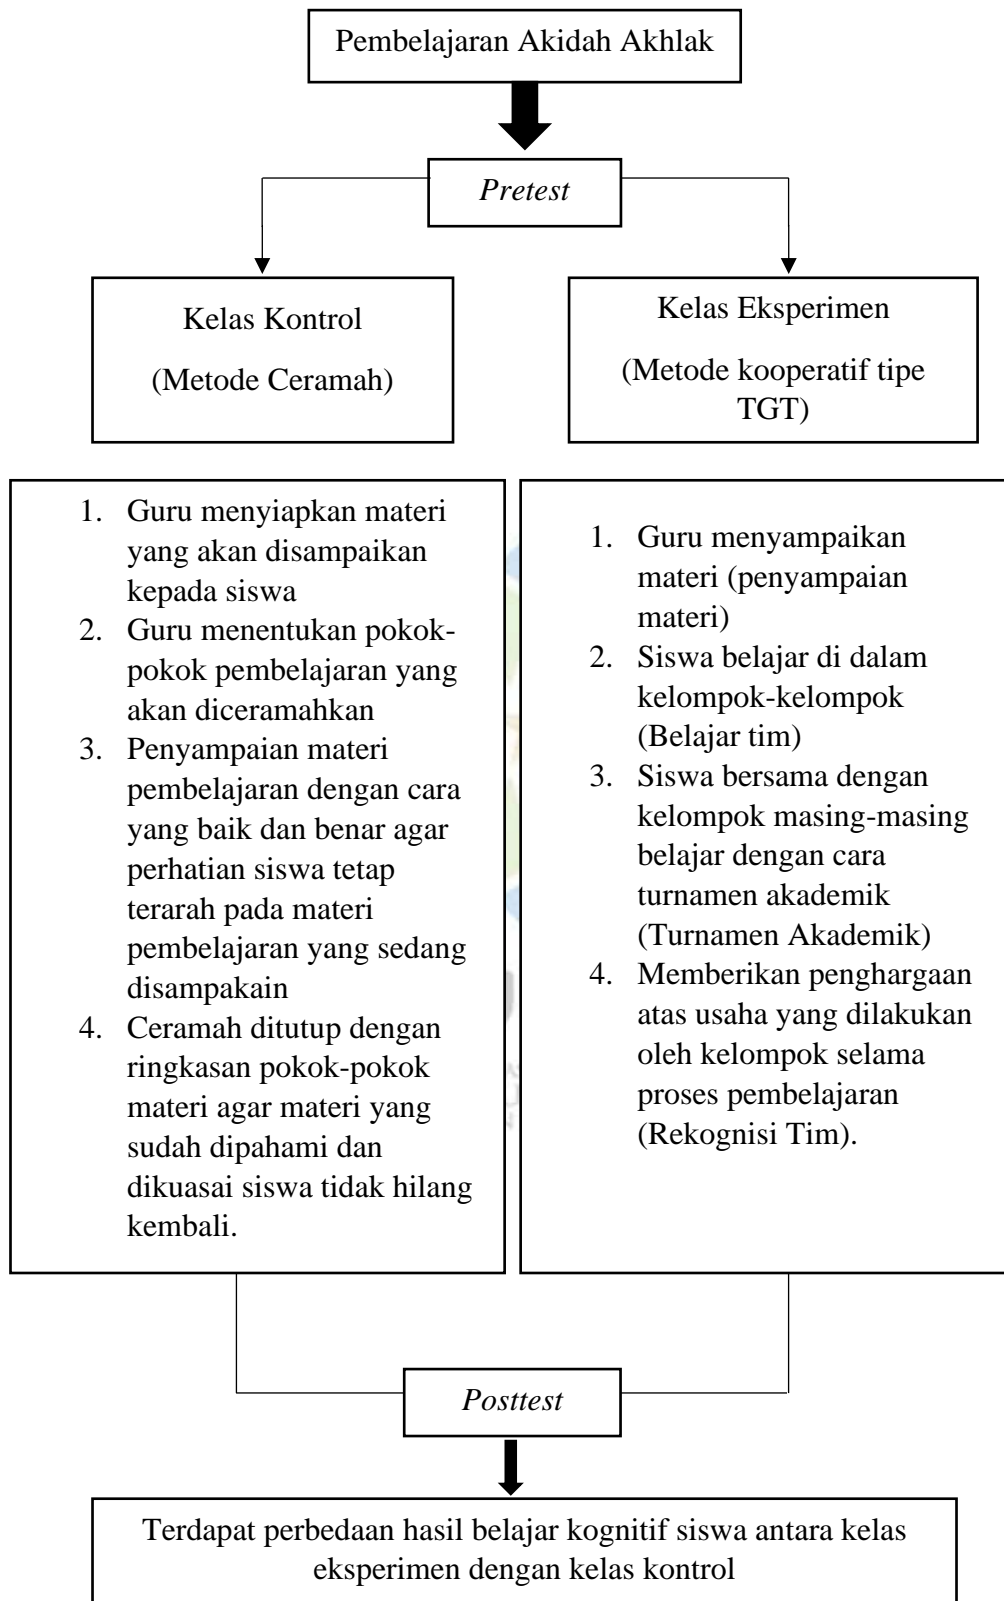 Pembelajaran Akidah Akhlak
Pretest
Kelas Kontrol
(Metode Ceramah)
Kelas Eksperimen
(Metode kooperatif tipe
TGT)
1. Guru menyiapkan materi
yang akan disampaikan
kepada siswa
2. Guru menentukan pokok-
pokok pembelajaran yang
akan diceramahkan
3. Penyampaian materi
pembelajaran dengan cara
yang baik dan benar agar
perhatian siswa tetap
terarah pada materi
pembelajaran yang sedang
disampakain
4. Ceramah ditutup dengan
ringkasan pokok-pokok
materi agar materi yang
sudah dipahami dan
dikuasai siswa tidak hilang
kembali.
1. Guru menyampaikan
materi (penyampaian
materi)
2. Siswa belajar di dalam
kelompok-kelompok
(Belajar tim)
3. Siswa bersama dengan
kelompok masing-masing
belajar dengan cara
turnamen akademik
(Turnamen Akademik)
4. Memberikan penghargaan
atas usaha yang dilakukan
oleh kelompok selama
proses pembelajaran
(Rekognisi Tim).
Posttest
Terdapat perbedaan hasil belajar kognitif siswa antara kelas
eksperimen dengan kelas kontrol